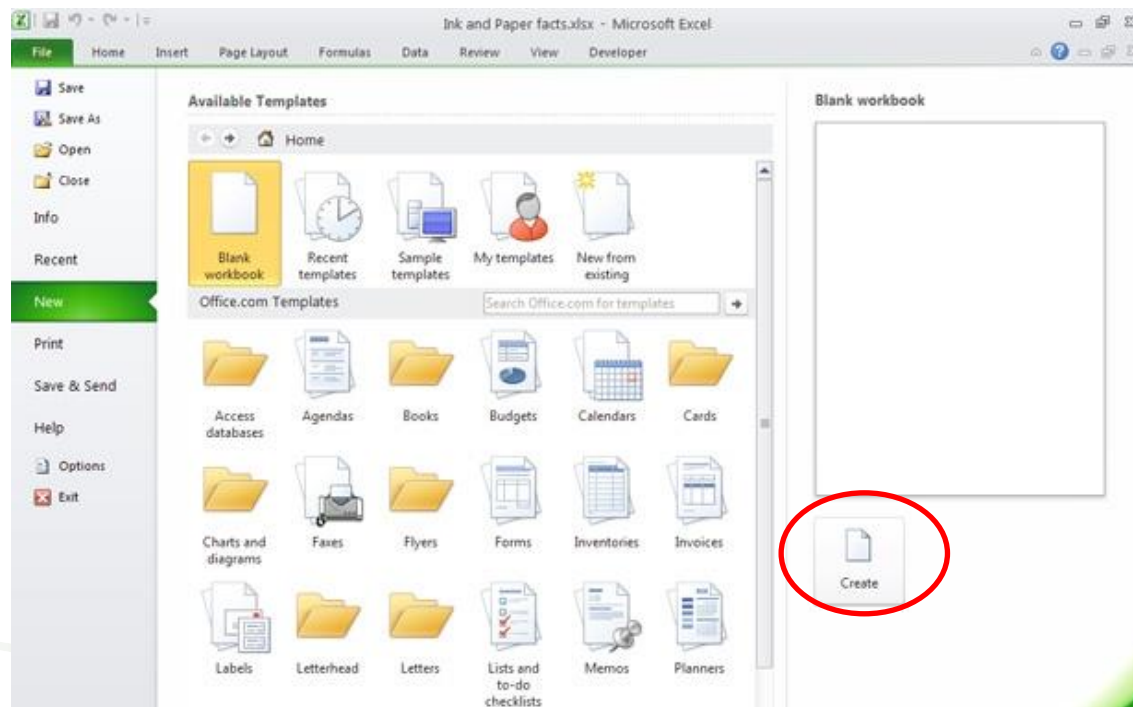 Ink and Paper facts.xlsx - Microsoft Excel
File Home Insert Page Layout Formulas Data Review View Developer
Save
Save As
Open
Close
Info
Recent
New
Print
Save & Send
Help
Options
Exit
Available Templates
Home
Blank workbook
Recent templates
Sample templates
My templates
New from existing
Office.com Templates
Search Office.com for templates
Access databases
Agendas
Books
Budgets
Calendars
Cards
Charts and diagrams
Faxes
Flyers
Forms
Inventories
Invoices
Labels
Letterhead
Letters
Lists and to-do checklists
Memos
Planners
Blank workbook
Create